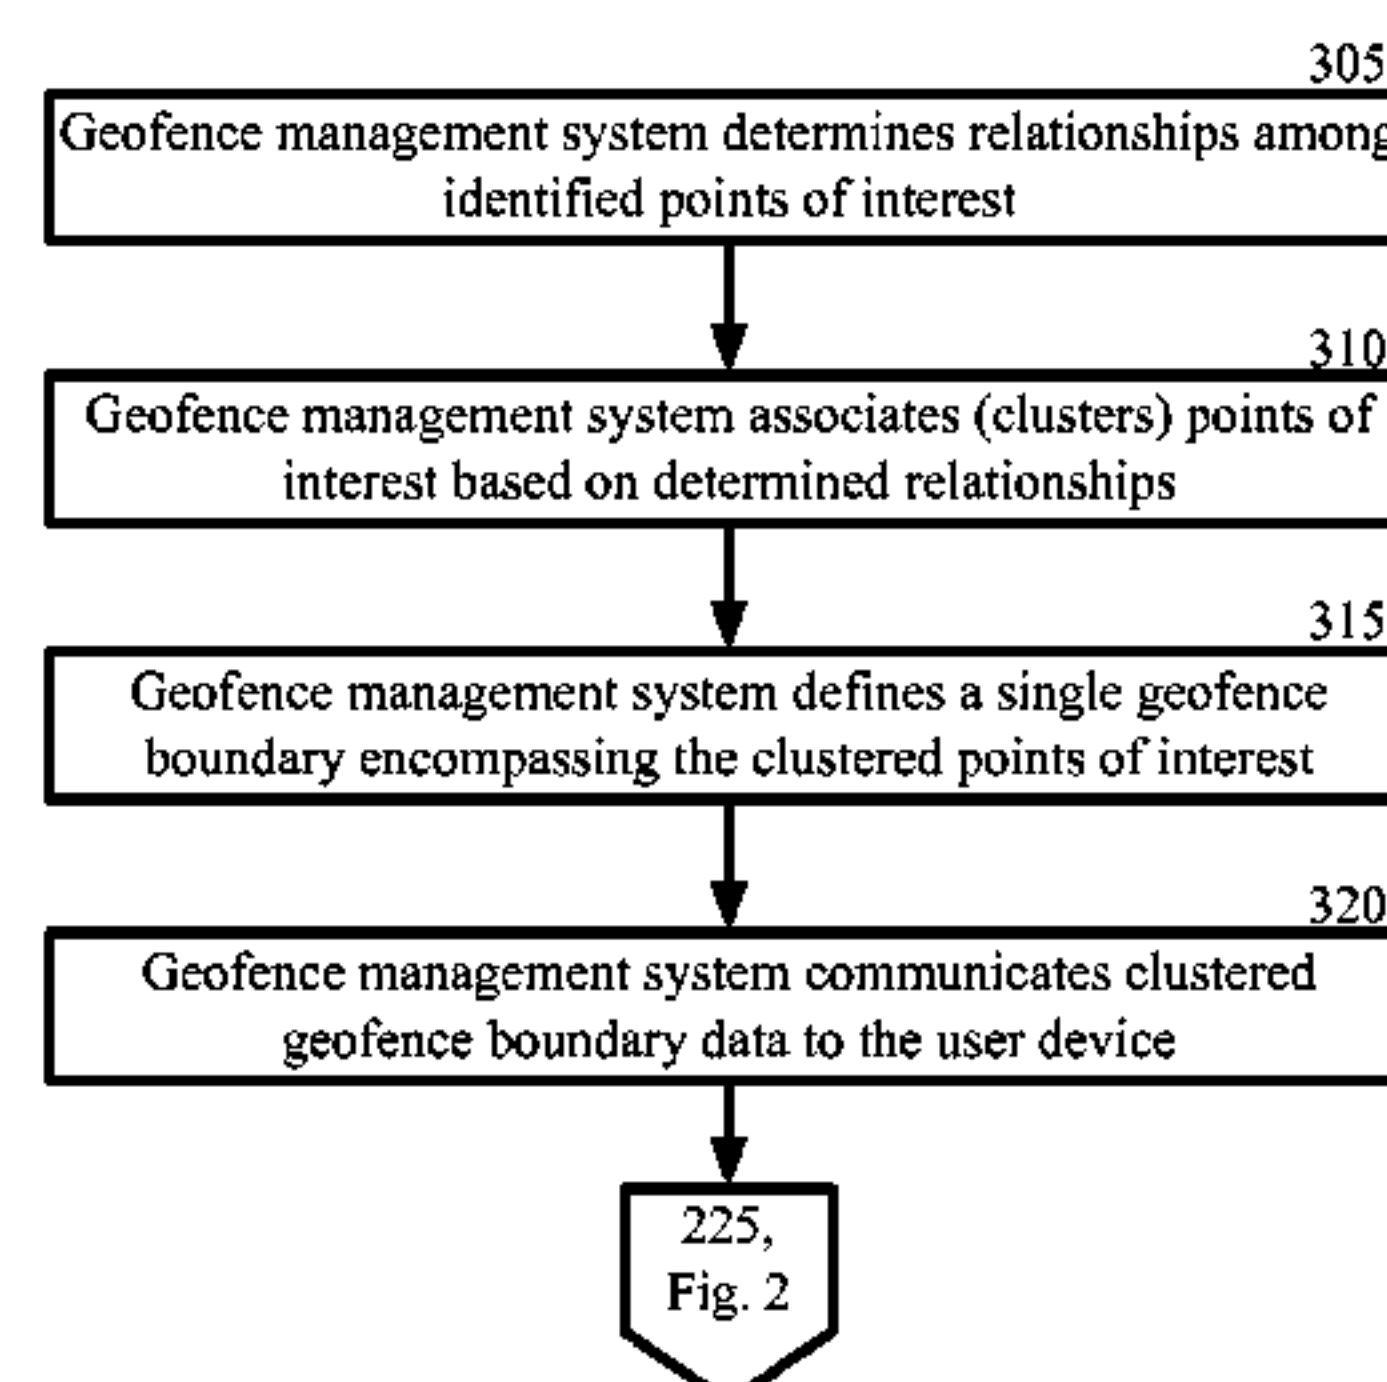 305
Geofence management system determines relationships among
identified points of interest
310
Geofence management system associates (clusters) points of
interest based on determined relationships
315
Geofence management system defines a single geofence
boundary encompassing the clustered points of interest
320
Geofence management system communicates clustered
geofence boundary data to the user device
225,
Fig. 2